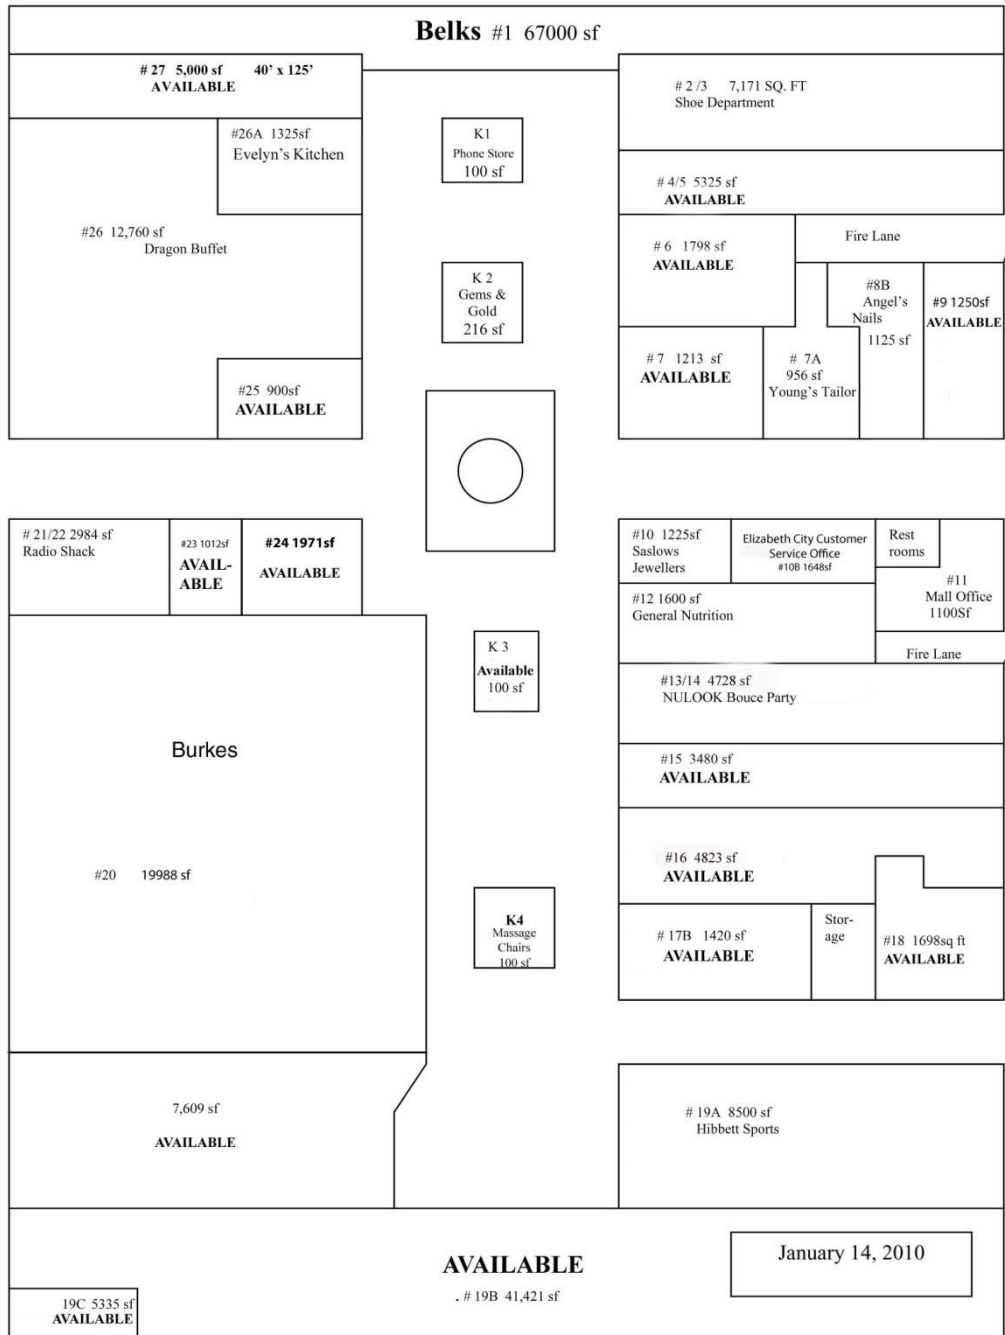 Belks #1 67000 sf
# 27 5,000 sf 40' x 125'
AVAILABLE
# 2 /3 7,171 SQ. FT
Shoe Department
#26A 1325sf
Evelyn's Kitchen
K1
Phone Store
100 sf
# 4/5 5325 sf
AVAILABLE
#26 12,760 sf
Dragon Buffet
# 6 1798 sf
AVAILABLE
Fire Lane
K 2
Gems &
Gold
216 sf
#8B
Angel's
Nails
1125 sf
#9 1250sf
AVAILABLE
#25 900sf
AVAILABLE
# 7 1213 sf
AVAILABLE
# 7A
956 sf
Young's Tailor
# 21/22 2984 sf
Radio Shack
#23 1012sf
AVAIL-
ABLE
#24 1971sf
AVAILABLE
#10 1225sf
Saslows
Jewellers
Elizabeth City Customer
Service Office
#10B 1648sf
Rest
rooms
#11
Mall Office
1100Sf
#12 1600 sf
General Nutrition
Fire Lane
K 3
Available
100 sf
#13/14 4728 sf
NULOOK Bouce Party
Burkes
#15 3480 sf
AVAILABLE
#20 19988 sf
#16 4823 sf
AVAILABLE
K4
Massage
Chairs
100 sf
# 17B 1420 sf
AVAILABLE
Stor-
age
#18 1698sq ft
AVAILABLE
7,609 sf
AVAILABLE
# 19A 8500 sf
Hibbett Sports
AVAILABLE
. # 19B 41,421 sf
January 14, 2010
19C 5335 sf
AVAILABLE